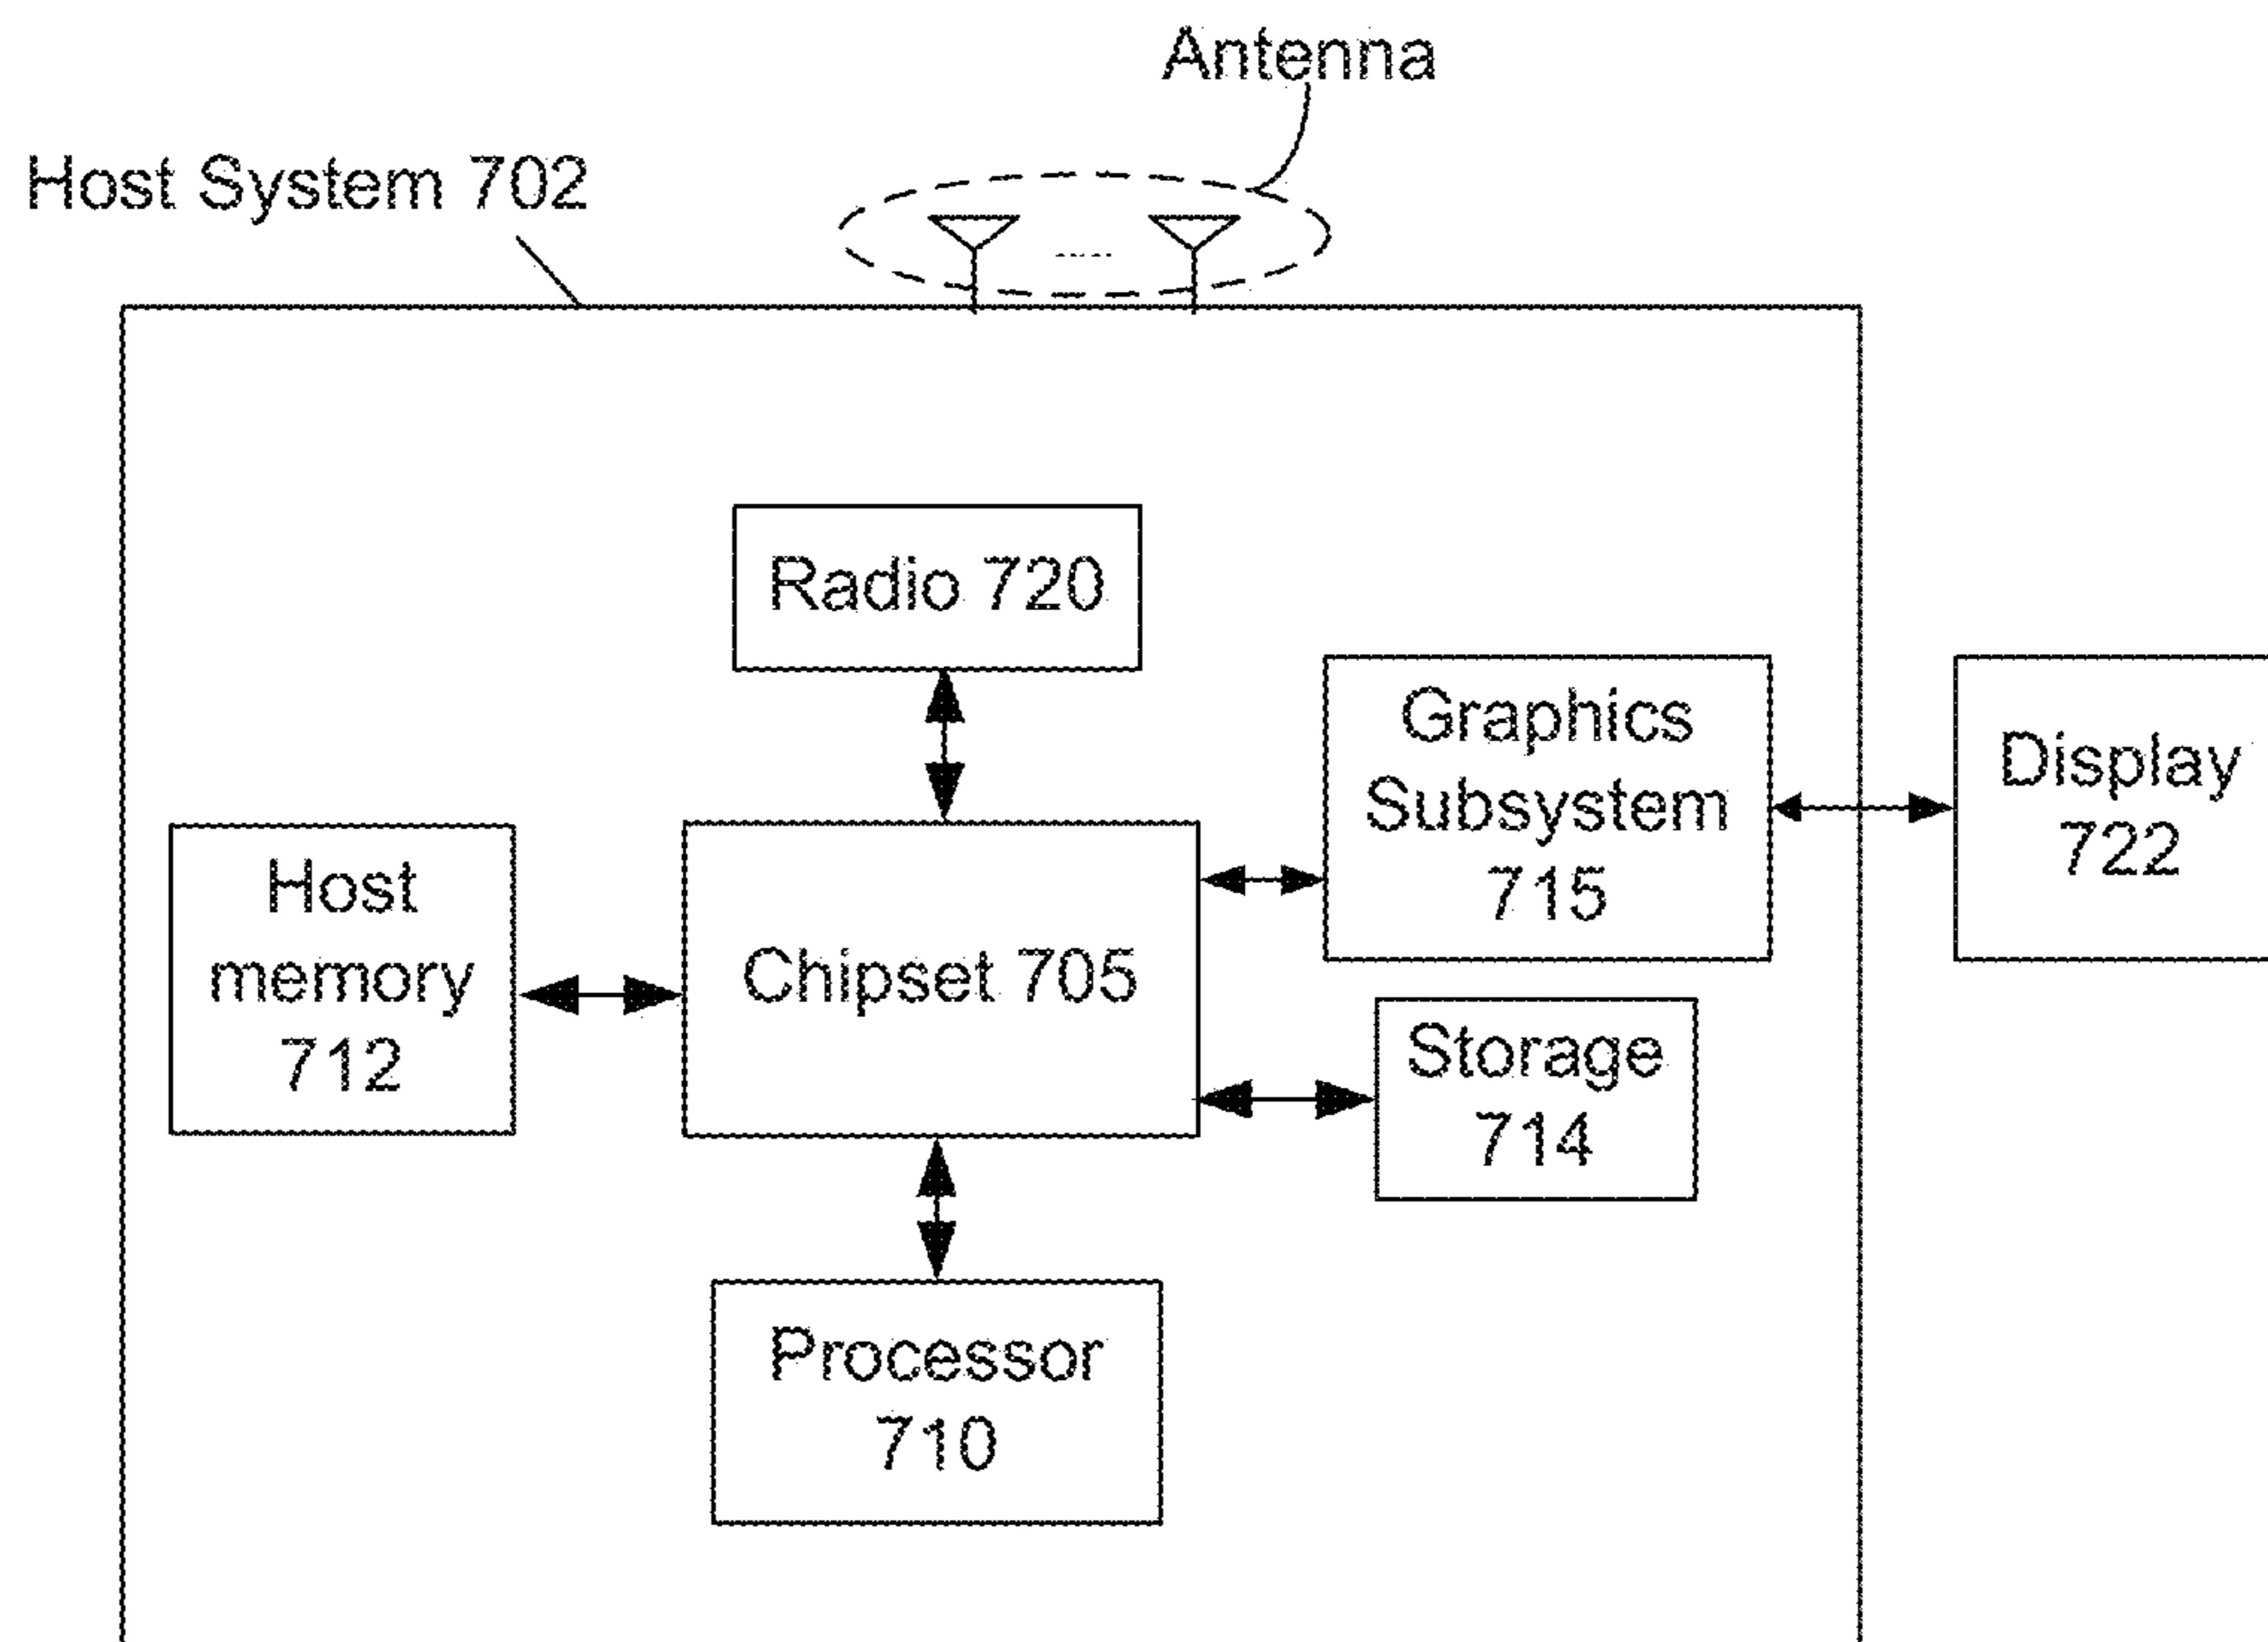 Antenna
Host System 702
Radio 720
Graphics
Subsystem
715
Display
722
Host
memory
712
Chipset 705
Storage
714
Processor
710